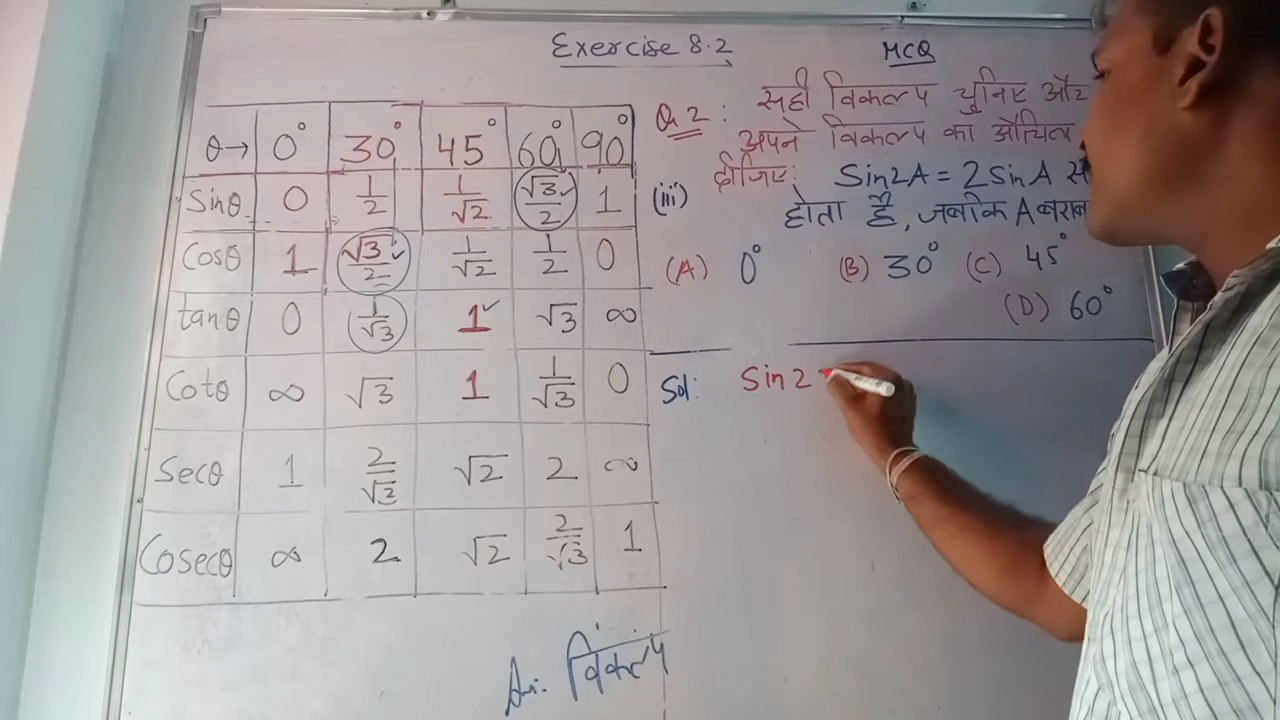 Exercise 8.2
MCQ
Q.2: सही विकल्प चुनिए और
अपने विकल्प का औचित्य
दीजिए:
(iii) Sin2A = 2 SinA स
होता है, जबकि A बराब
(A) 0° (B) 30° (C) 45°
(D) 60°
θ→ 0° 30° 45° 60° 90°
Sinθ 0 1/2 1/√2 √3/2 1
Cosθ 1 √3/2 1/√2 1/2 0
tanθ 0 1/√3 1 √3 ∞
Cotθ ∞ √3 1 1/√3 0
Secθ 1 2/√3 √2 2 ∞
Cosecθ ∞ 2 √2 2/√3 1
Sol: Sin2
Ans. विकल्प